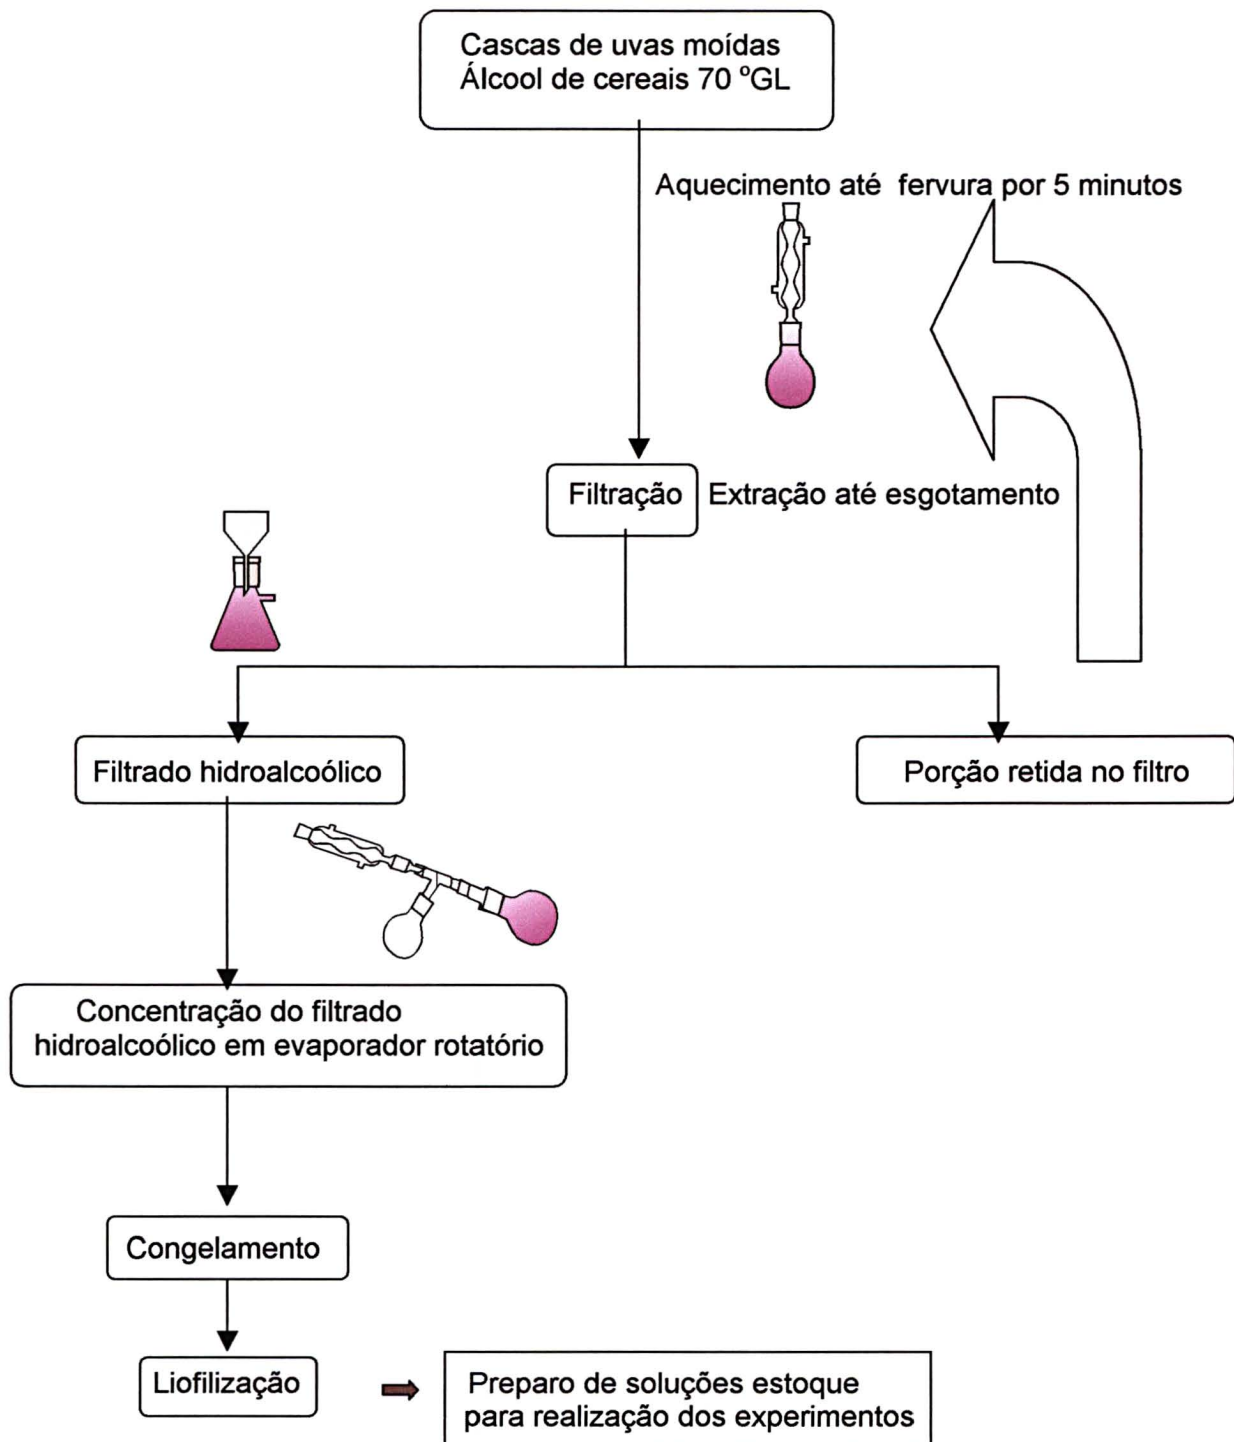 Cascas de uvas moídas
Álcool de cereais 70 ºGL
Aquecimento até fervura por 5 minutos
Filtração
Extração até esgotamento
Filtrado hidroalcoólico
Porção retida no filtro
Concentração do filtrado
hidroalcoólico em evaporador rotatório
Congelamento
Liofilização
Preparo de soluções estoque
para realização dos experimentos